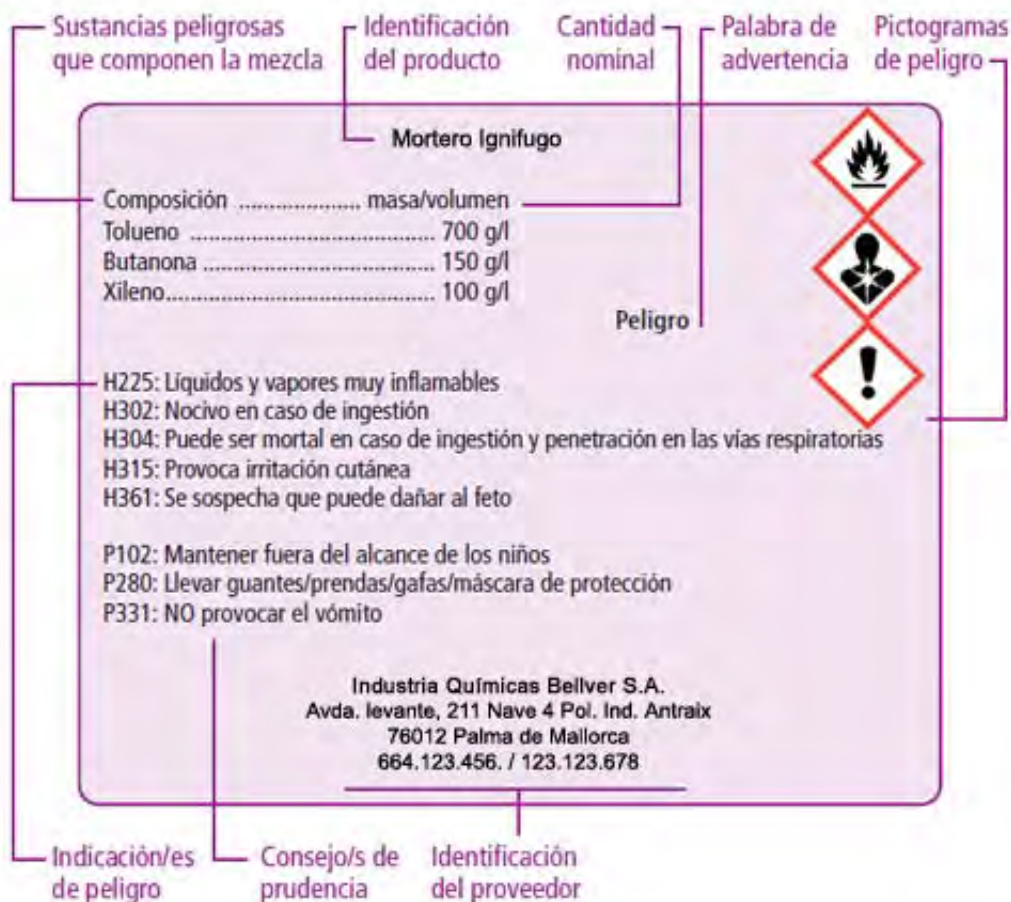 Sustancias peligrosas
que componen la mezcla
Identificación
del producto
Cantidad
nominal
Palabra de
advertencia
Pictogramas
de peligro
Mortero Ignifugo
Composición ..................... masa/volumen
Tolueno .......................................... 700 g/l
Butanona ........................................ 150 g/l
Xileno.............................................. 100 g/l
Peligro
H225: Líquidos y vapores muy inflamables
H302: Nocivo en caso de ingestión
H304: Puede ser mortal en caso de ingestión y penetración en las vías respiratorias
H315: Provoca irritación cutánea
H361: Se sospecha que puede dañar al feto
P102: Mantener fuera del alcance de los niños
P280: Llevar guantes/prendas/gafas/máscara de protección
P331: NO provocar el vómito
Industria Químicas Bellver S.A.
Avda. levante, 211 Nave 4 Pol. Ind. Antraix
76012 Palma de Mallorca
664.123.456. / 123.123.678
Indicación/es
de peligro
Consejo/s de
prudencia
Identificación
del proveedor